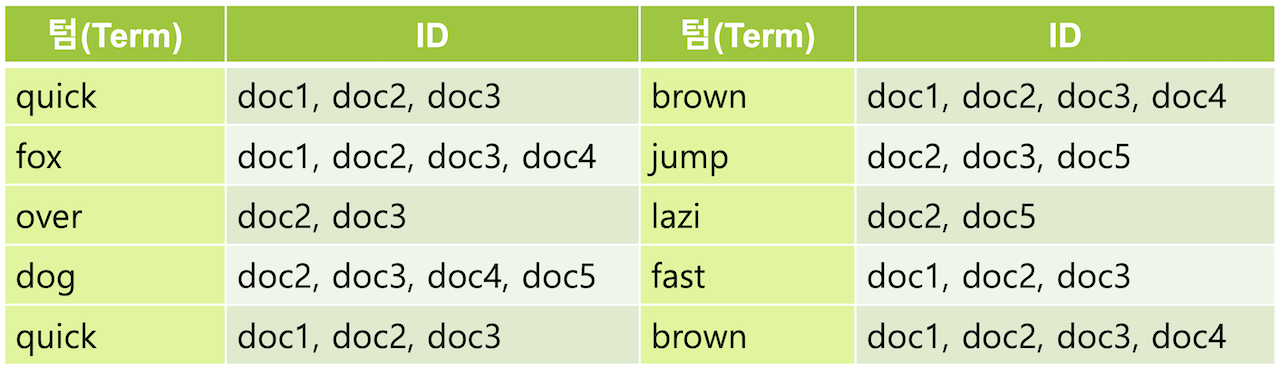 텀(Term) ID 텀(Term) ID
quick doc1, doc2, doc3 brown doc1, doc2, doc3, doc4
fox doc1, doc2, doc3, doc4 jump doc2, doc3, doc5
over doc2, doc3 lazi doc2, doc5
dog doc2, doc3, doc4, doc5 fast doc1, doc2, doc3
quick doc1, doc2, doc3 brown doc1, doc2, doc3, doc4